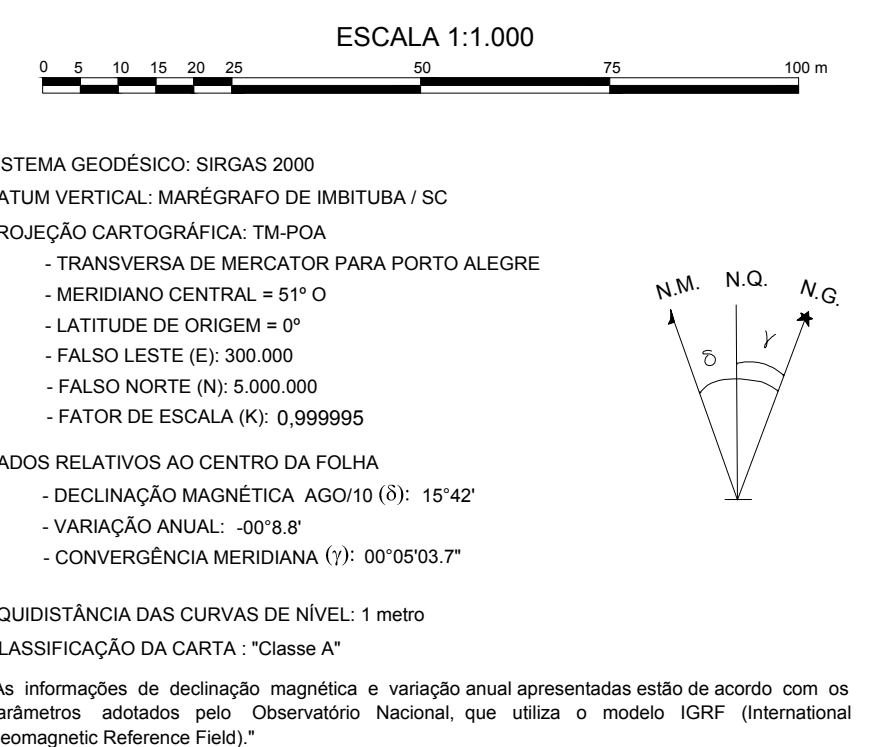 ESCALA 1:1.000
0 5 10 15 20 25 50 75 100 m
ISTEMA GEODÉSICO: SIRGAS 2000
ATUM VERTICAL: MARÉGRAFO DE IMBITUBA / SC
ROJEÇÃO CARTOGRÁFICA: TM-POA
- TRANSVERSA DE MERCATOR PARA PORTO ALEGRE
- MERIDIANO CENTRAL = 51º O
- LATITUDE DE ORIGEM = 0º
- FALSO LESTE (E): 300.000
- FALSO NORTE (N): 5.000.000
- FATOR DE ESCALA (K): 0,999995
N.M. N.Q. N.G.
δ γ
ADOS RELATIVOS AO CENTRO DA FOLHA
- DECLINAÇÃO MAGNÉTICA AGO/10 (δ): 15°42'
- VARIAÇÃO ANUAL: -00°8.8'
- CONVERGÊNCIA MERIDIANA (γ): 00°05'03.7"
QUIDISTÂNCIA DAS CURVAS DE NÍVEL: 1 metro
LASSIFICAÇÃO DA CARTA : "Classe A"
As informações de declinação magnética e variação anual apresentadas estão de acordo com os
arâmetros adotados pelo Observatório Nacional, que utiliza o modelo IGRF (International
eomagnetic Reference Field)."